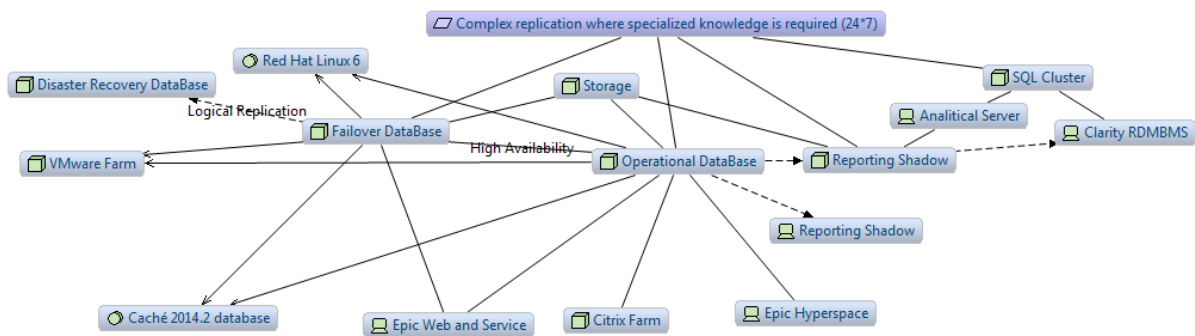 Complex replication where specialized knowledge is required (24*7)
Red Hat Linux 6
Disaster Recovery DataBase
Storage
SQL Cluster
Logical Replication
Analitical Server
Failover DataBase
Clarity RDMBMS
High Availability
VMware Farm
Operational DataBase
Reporting Shadow
Reporting Shadow
Caché 2014.2 database
Epic Web and Service
Citrix Farm
Epic Hyperspace